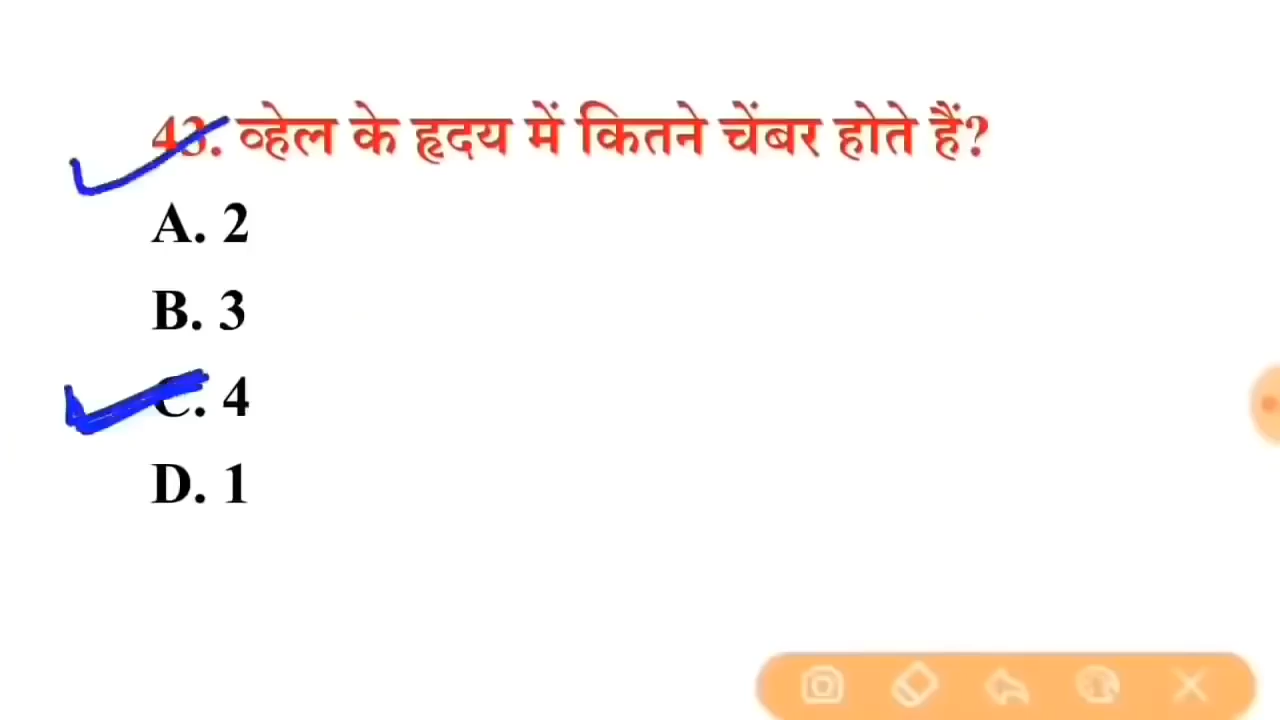 43. व्हेल के हृदय में कितने चेंबर होते हैं?
A. 2
B. 3
C. 4
D. 1